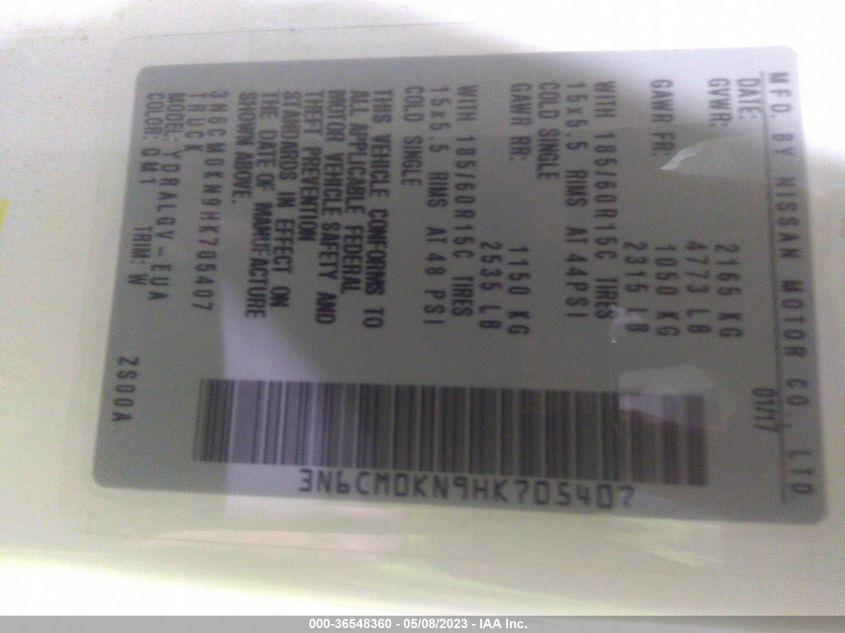 MFD. BY NISSAN MOTOR CO., LTD.
DATE: 01/17
GVWR: 2165 KG
4773 LB
GAWR FR: 1050 KG
2315 LB
WITH 185/60R15C TIRES
15x5.5 RIMS AT 44PSI
COLD SINGLE
GAWR RR: 1150 KG
2535 LB
WITH 185/60R15C TIRES
15x5.5 RIMS AT 48 PSI
COLD SINGLE
THIS VEHICLE CONFORMS TO
ALL APPLICABLE FEDERAL
MOTOR VEHICLE SAFETY AND
THEFT PREVENTION
STANDARDS IN EFFECT ON
THE DATE OF MANUFACTURE
SHOWN ABOVE.
3N6CM0KN9HK705407
TRUCK
MODEL: YDRALGV-EUA
COLOR: QM1 TRIM: W ZS00A
3N6CM0KN9HK705407
000-36548360 - 05/08/2023 - IAA Inc.